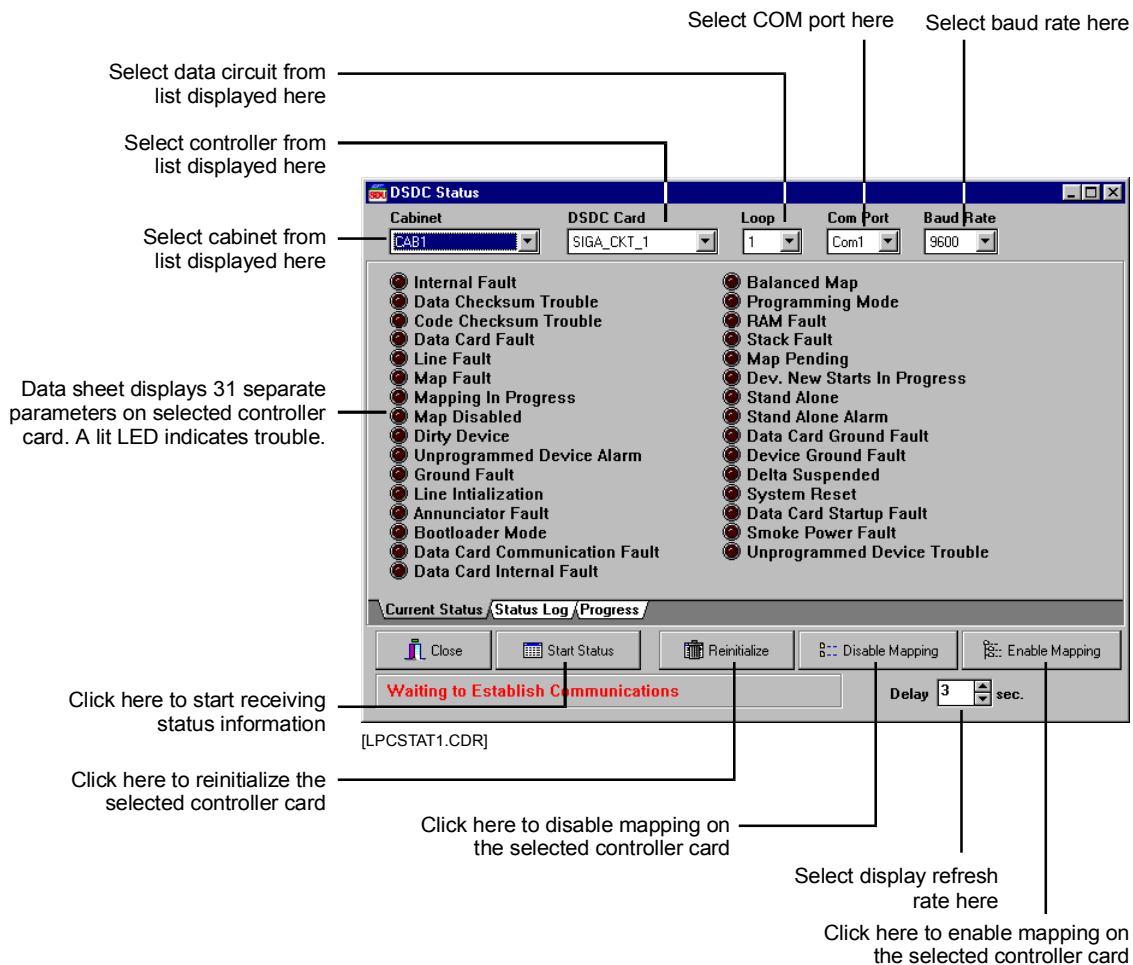 Select COM port here
Select baud rate here
Select data circuit from
list displayed here
Select controller from
list displayed here
Select cabinet from
list displayed here
SDU
DSDC Status
Cabinet
DSDC Card
Loop
Com Port
Baud Rate
CAB1
SIGA_CKT_1
1
Com1
9600
Data sheet displays 31 separate
parameters on selected controller
card. A lit LED indicates trouble.
Internal Fault
Data Checksum Trouble
Code Checksum Trouble
Data Card Fault
Line Fault
Map Fault
Mapping In Progress
Map Disabled
Dirty Device
Unprogrammed Device Alarm
Ground Fault
Line Intialization
Annunciator Fault
Bootloader Mode
Data Card Communication Fault
Data Card Internal Fault
Balanced Map
Programming Mode
RAM Fault
Stack Fault
Map Pending
Dev. New Starts In Progress
Stand Alone
Stand Alone Alarm
Data Card Ground Fault
Device Ground Fault
Delta Suspended
System Reset
Data Card Startup Fault
Smoke Power Fault
Unprogrammed Device Trouble
Current Status
Status Log
Progress
Close
Start Status
Reinitialize
Disable Mapping
Enable Mapping
Waiting to Establish Communications
Delay
3
sec.
[LPCSTAT1.CDR]
Click here to start receiving
status information
Click here to reinitialize the
selected controller card
Click here to disable mapping on
the selected controller card
Select display refresh
rate here
Click here to enable mapping on
the selected controller card